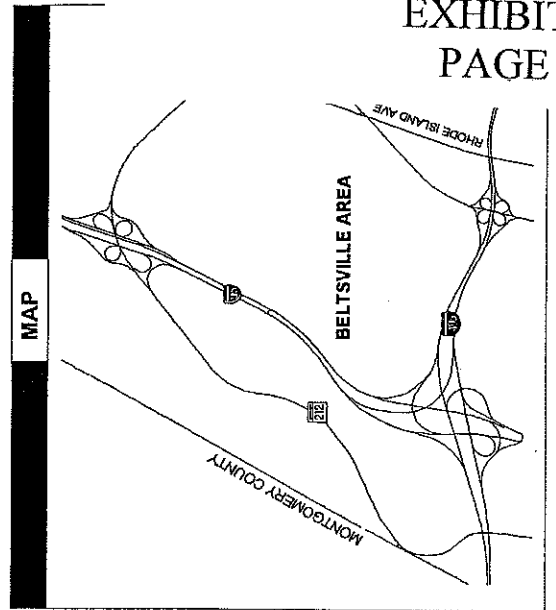 EXHIBIT
PAGE
MAP
RHODE ISLAND AVE
BELTSVILLE AREA
212
MONTGOMERY COUNTY